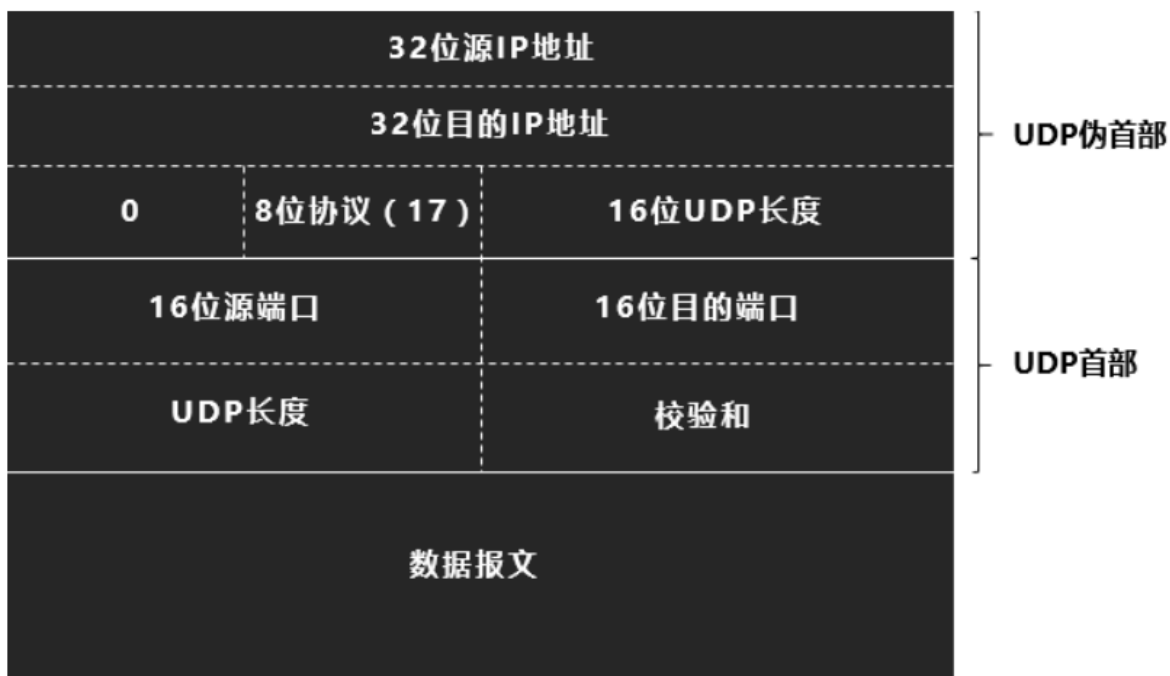 32位源IP地址
32位目的IP地址
UDP伪首部
0
8位协议（17）
16位UDP长度
16位源端口
16位目的端口
UDP首部
UDP长度
校验和
数据报文